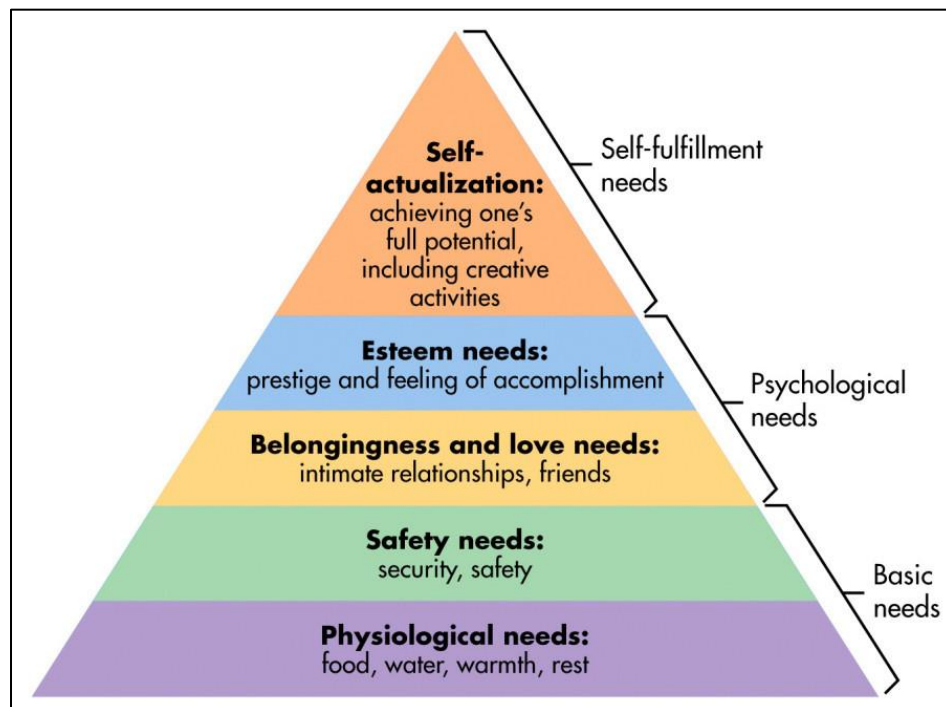 Self-
actualization:
achieving one's
full potential,
including creative
activities
Self-fulfillment
needs
Esteem needs:
prestige and feeling of accomplishment
Psychological
needs
Belongingness and love needs:
intimate relationships, friends
Safety needs:
security, safety
Basic
needs
Physiological needs:
food, water, warmth, rest